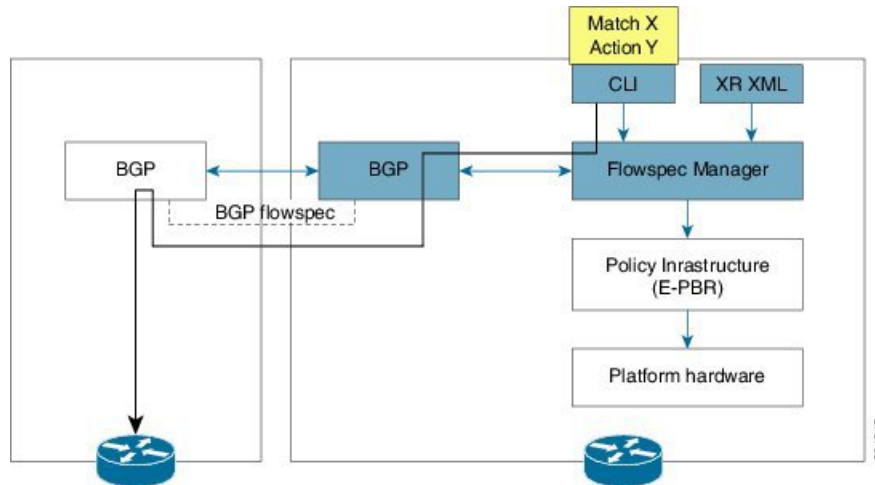 Match X
Action Y
CLI
XR XML
BGP
BGP
Flowspec Manager
BGP flowspec
Policy Inrastructure
(E-PBR)
Platform hardware